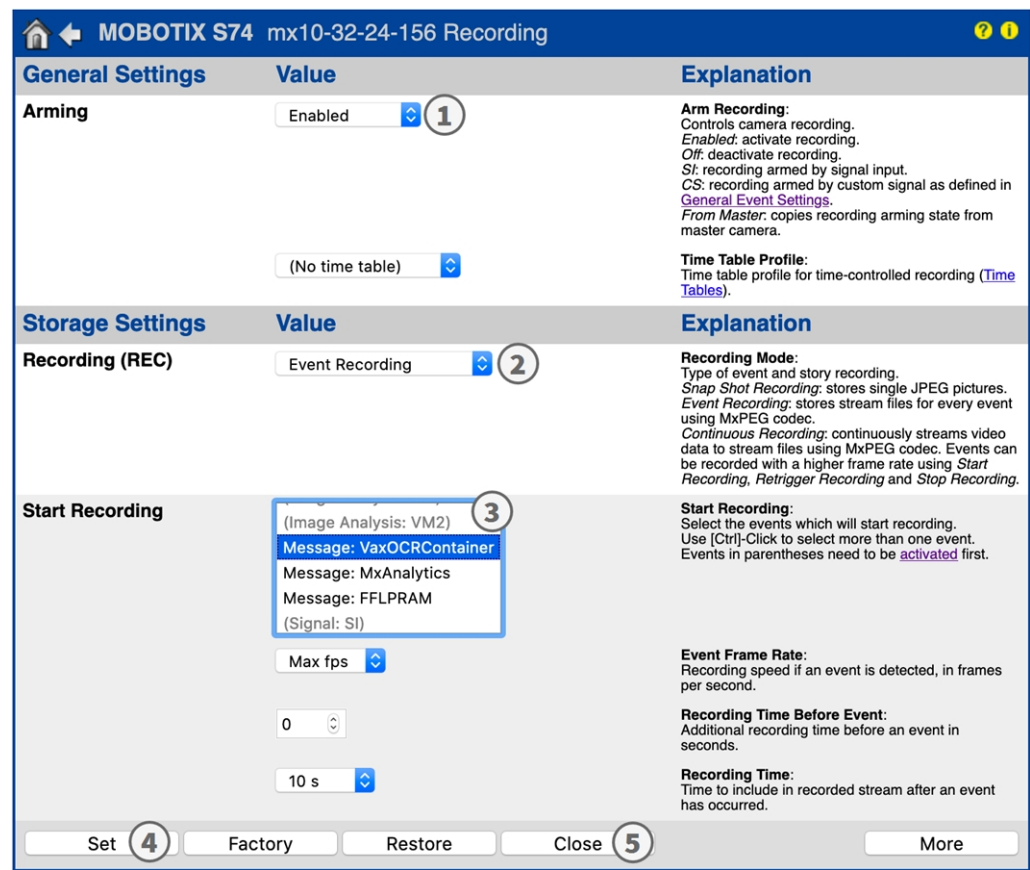 MOBOTIX S74 mx10-32-24-156 Recording ? i
General Settings Value Explanation
Arming
Enabled
1
Arm Recording:
Controls camera recording.
Enabled: activate recording.
Off: deactivate recording.
SI: recording armed by signal input.
CS: recording armed by custom signal as defined in
General Event Settings.
From Master: copies recording arming state from
master camera.
(No time table)
Time Table Profile:
Time table profile for time-controlled recording (Time
Tables).
Storage Settings Value Explanation
Recording (REC)
Event Recording
2
Recording Mode:
Type of event and story recording.
Snap Shot Recording: stores single JPEG pictures.
Event Recording: stores stream files for every event
using MxPEG codec.
Continuous Recording: continuously streams video
data to stream files using MxPEG codec. Events can
be recorded with a higher frame rate using Start
Recording, Retrigger Recording and Stop Recording.
Start Recording
3
(Image Analysis: VM2)
Message: VaxOCRContainer
Message: MxAnalytics
Message: FFLPRAM
(Signal: SI)
Start Recording:
Select the events which will start recording.
Use [Ctrl]-Click to select more than one event.
Events in parentheses need to be activated first.
Max fps
Event Frame Rate:
Recording speed if an event is detected, in frames
per second.
0
Recording Time Before Event:
Additional recording time before an event in
seconds.
10 s
Recording Time:
Time to include in recorded stream after an event
has occurred.
Set 4 Factory Restore Close 5 More